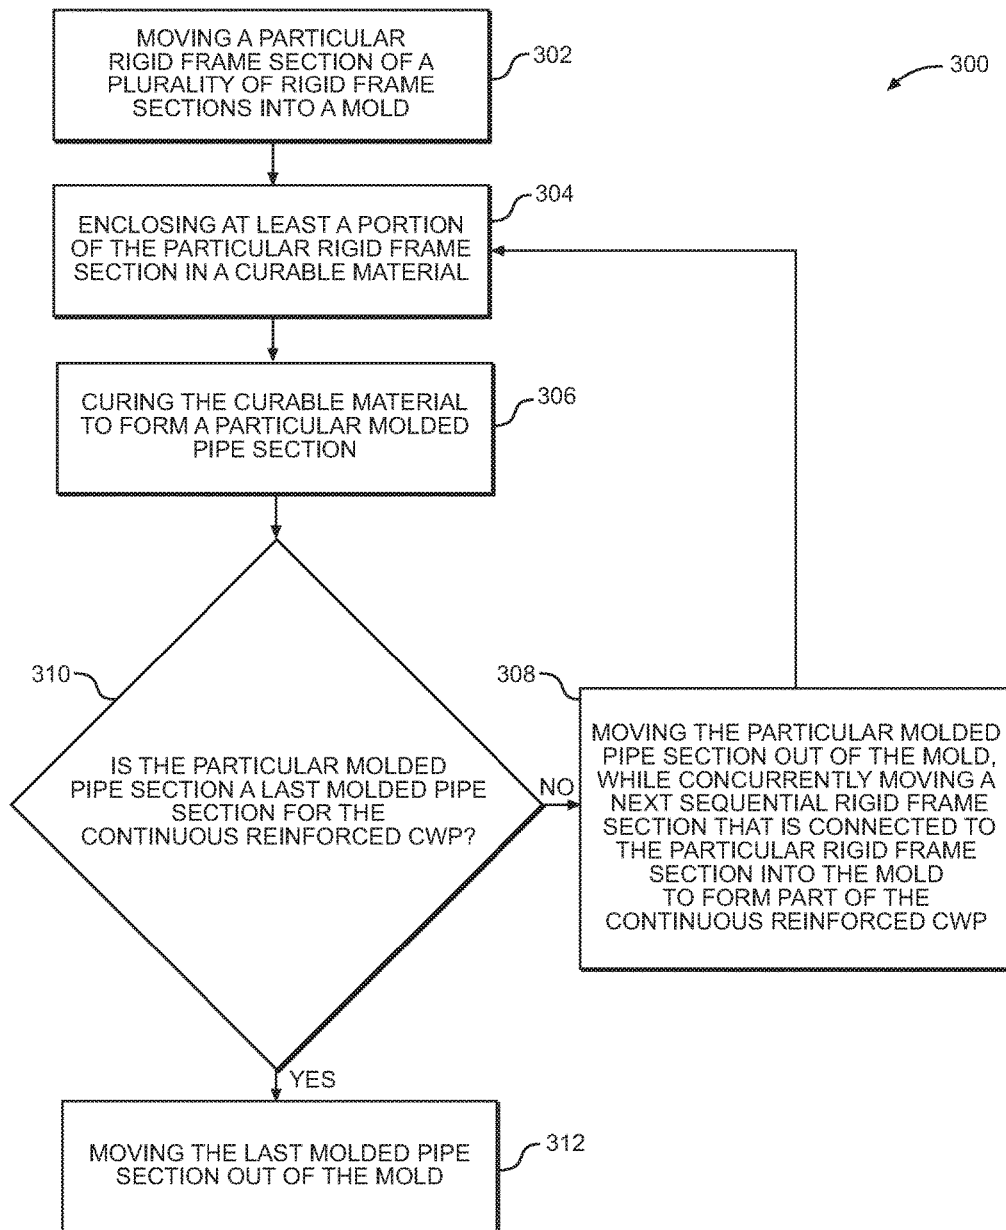 MOVING A PARTICULAR
RIGID FRAME SECTION OF A
PLURALITY OF RIGID FRAME
SECTIONS INTO A MOLD
302
300
304
ENCLOSING AT LEAST A PORTION
OF THE PARTICULAR RIGID FRAME
SECTION IN A CURABLE MATERIAL
306
CURING THE CURABLE MATERIAL
TO FORM A PARTICULAR MOLDED
PIPE SECTION
310
IS THE PARTICULAR MOLDED
PIPE SECTION A LAST MOLDED PIPE
SECTION FOR THE
CONTINUOUS REINFORCED CWP?
NO
308
MOVING THE PARTICULAR MOLDED
PIPE SECTION OUT OF THE MOLD,
WHILE CONCURRENTLY MOVING A
NEXT SEQUENTIAL RIGID FRAME
SECTION THAT IS CONNECTED TO
THE PARTICULAR RIGID FRAME
SECTION INTO THE MOLD
TO FORM PART OF THE
CONTINUOUS REINFORCED CWP
YES
MOVING THE LAST MOLDED PIPE
SECTION OUT OF THE MOLD
312